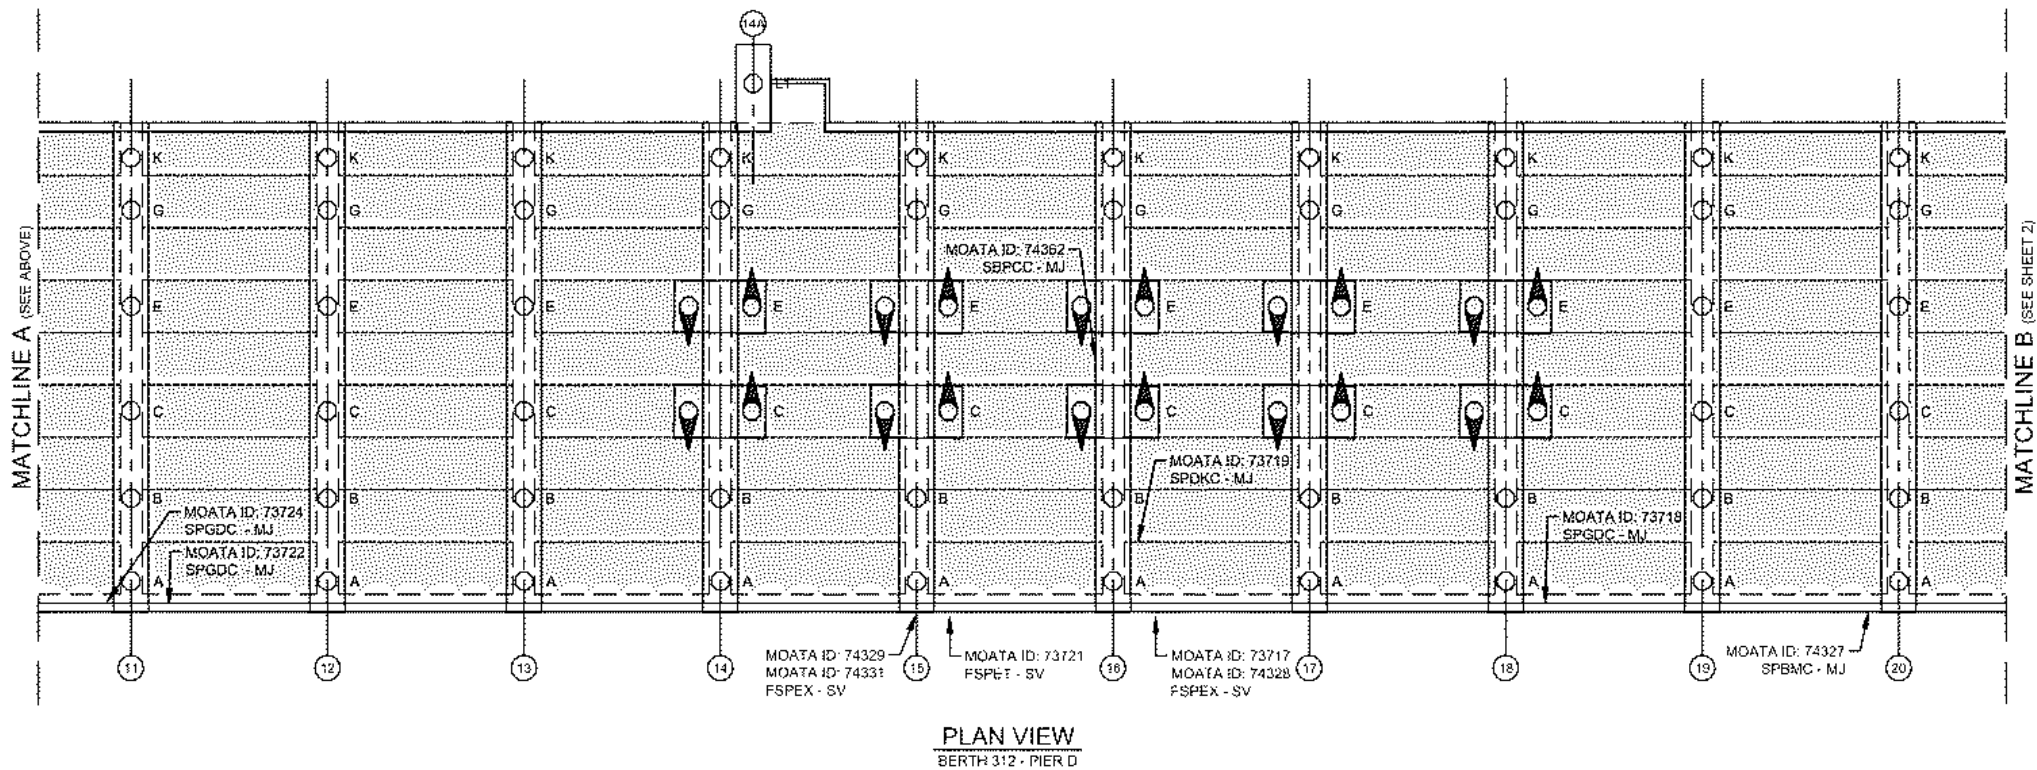 14A
L1
K K K K K K K K K K
G G G G G G G G G G
MOATA ID: 74362
SBPCC - MJ
E E E E E E E E E E
C C C C C C C C C C
MOATA ID: 73719
SPDKC - MJ
B B B B B B B B B B
MOATA ID: 73724
SPGDC - MJ
MOATA ID: 73718
SPGDC - MJ
MOATA ID: 73722
SPGDC - MJ
A A A A A A A A A A
11 12 13 14 15 16 17 18 19 20
MOATA ID: 74329
MOATA ID: 74331
FSPEX - SV
MOATA ID: 73721
FSPET - SV
MOATA ID: 73717
MOATA ID: 74328
FSPEX - SV
MOATA ID: 74327
SPBMC - MJ
MATCHLINE A (SEE ABOVE)
MATCHLINE B (SEE SHEET 2)
PLAN VIEW
BERTH 312 - PIER D